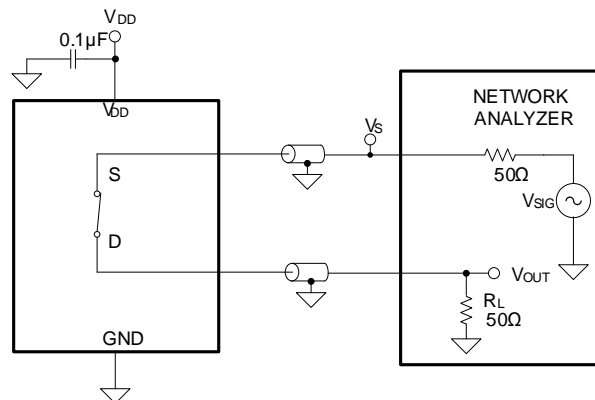 VDD
0.1µF
VDD
NETWORK
ANALYZER
VS
S
50Ω
VSIG
D
VOUT
RL
50Ω
GND